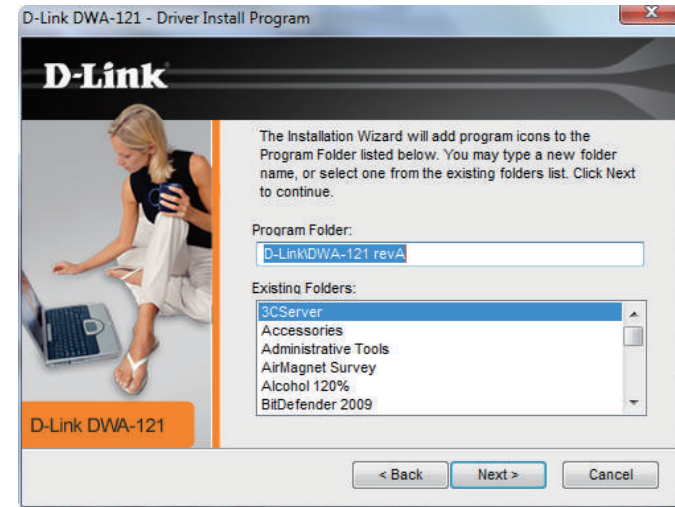 D-Link DWA-121 - Driver Install Program
D-Link
The Installation Wizard will add program icons to the
Program Folder listed below. You may type a new folder
name, or select one from the existing folders list. Click Next
to continue.
Program Folder:
D-Link\DWA-121 revA
Existing Folders:
3CServer
Accessories
Administrative Tools
AirMagnet Survey
Alcohol 120%
BitDefender 2009
D-Link DWA-121
< Back Next > Cancel